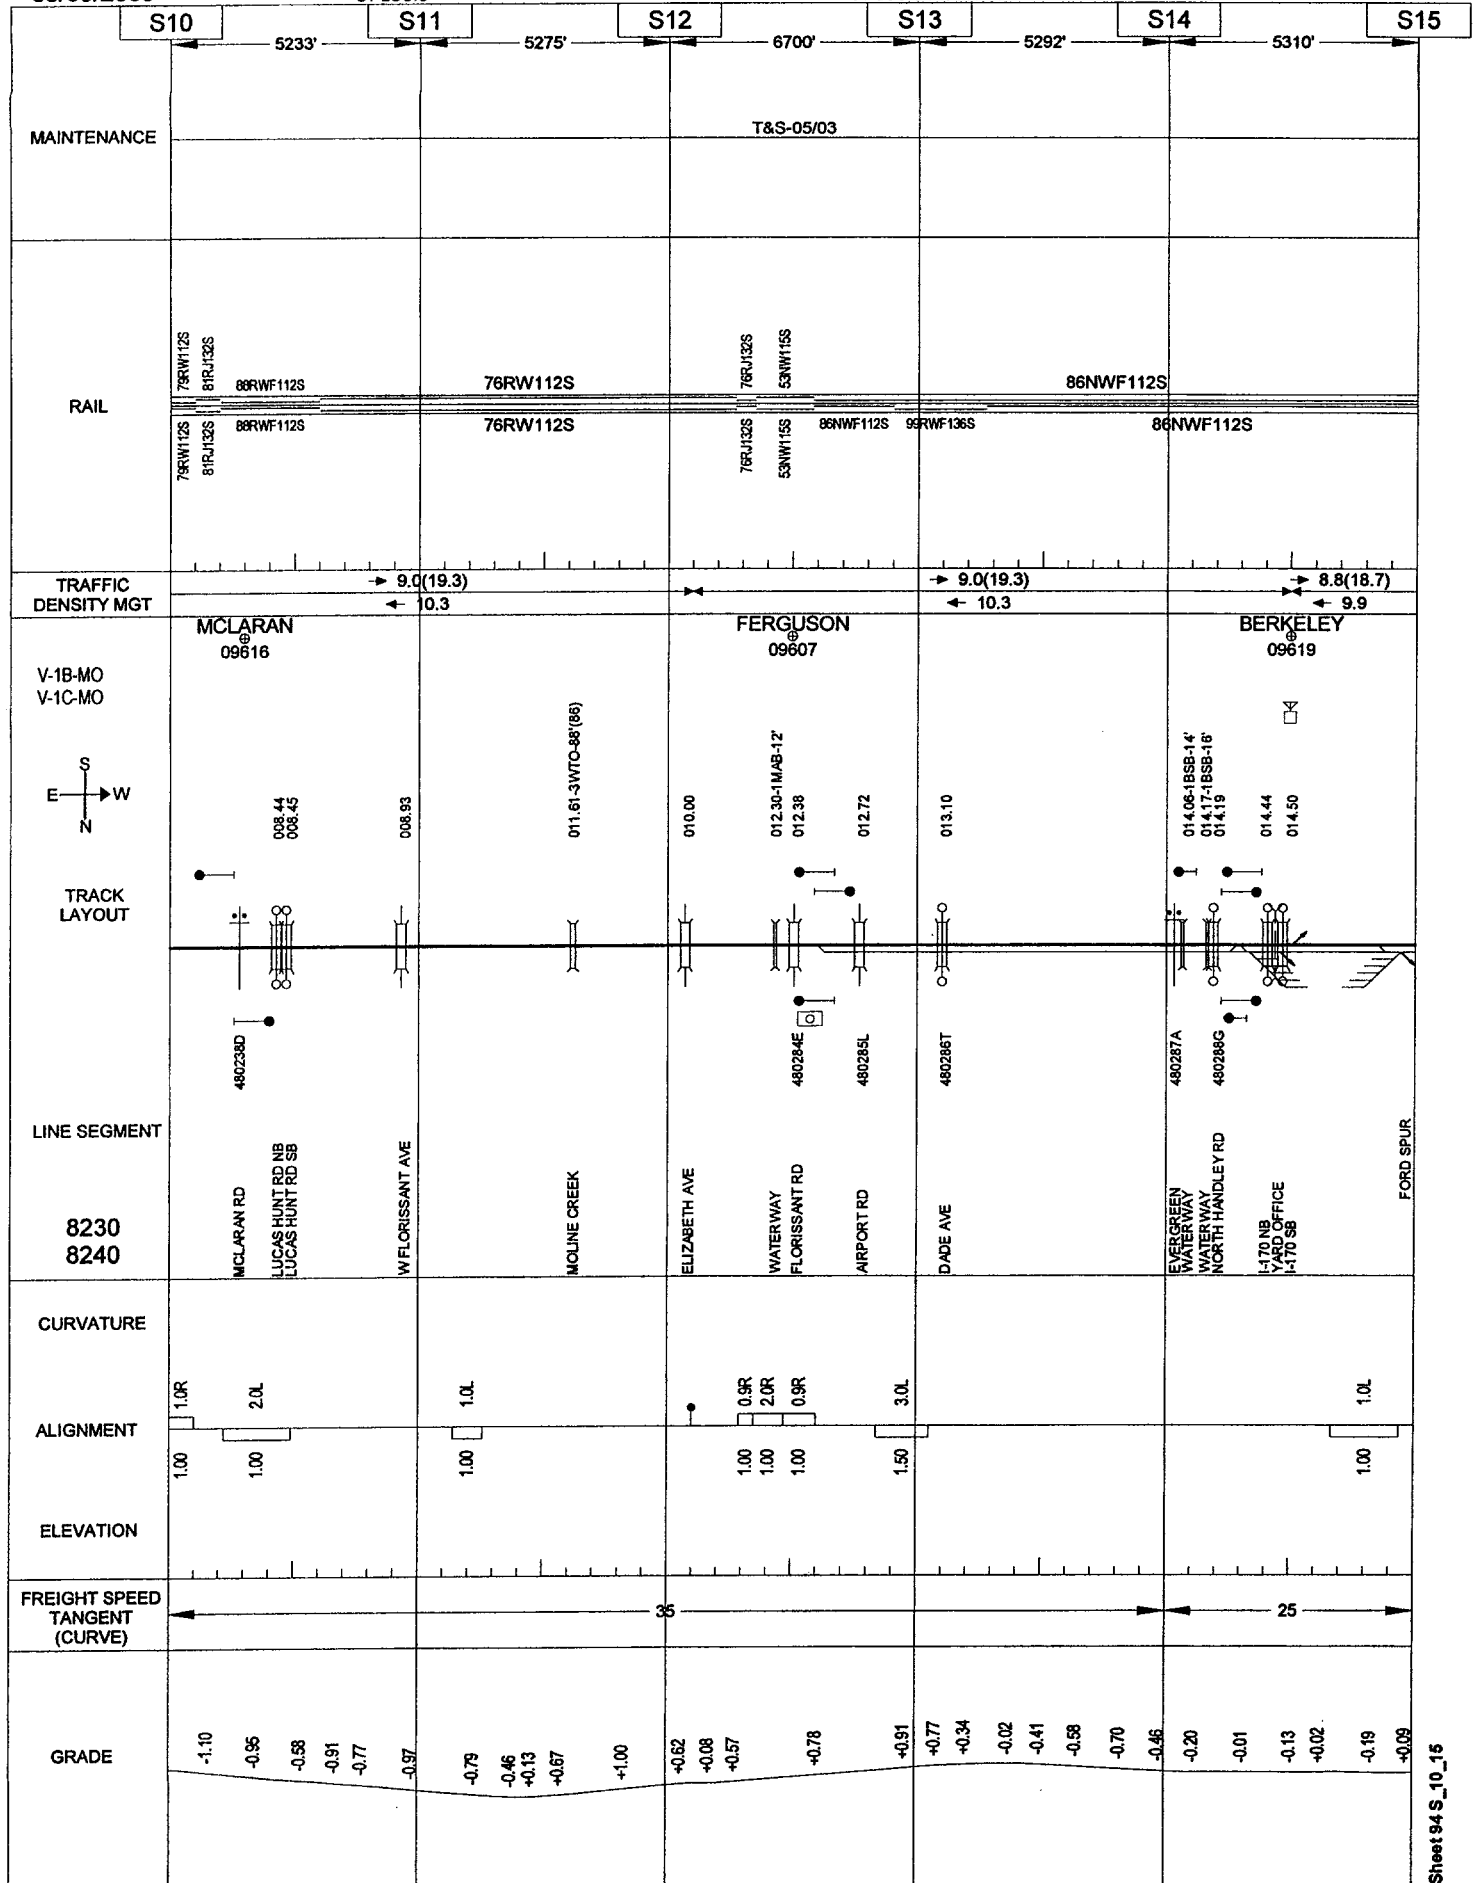 S10 S11 S12 S13 S14 S15
5233' 5275' 6700' 5292' 5310'
MAINTENANCE
T&S-05/03
RAIL
79RW112S 81RJ132S 88RWF112S 76RW112S 76RJ132S 53NW115S 86NWF112S
79RW112S 81RJ132S 88RWF112S 76RW112S 76RJ132S 53NW115S 86NWF112S 99RWF136S 86NWF112S
TRAFFIC
DENSITY MGT
9.0(19.3) 9.0(19.3) 8.8(18.7)
10.3 10.3 9.9
MCLARAN FERGUSON BERKELEY
09616 09607 09619
V-1B-MO
V-1C-MO
S
E W
N
008.44
008.45
008.93
011.61-3WTO-88'(86)
010.00
012.30-1MAB-12'
012.38
012.72
013.10
014.06-1BSB-14'
014.17-1BSB-16'
014.19
014.44
014.50
TRACK
LAYOUT
480238D
480284E
480285L
480286T
480287A
480288G
LINE SEGMENT
8230
8240
MCLARAN RD
LUCAS HUNT RD NB
LUCAS HUNT RD SB
W FLORISSANT AVE
MOLINE CREEK
ELIZABETH AVE
WATERWAY
FLORISSANT RD
AIRPORT RD
DADE AVE
EVERGREEN
WATERWAY
WATERWAY
NORTH HANDLEY RD
I-170 NB
YARD OFFICE
I-170 SB
FORD SPUR
CURVATURE
1.0R 2.0L 1.0L 0.9R 2.0R 0.9R 3.0L 1.0L
ALIGNMENT
1.00 1.00 1.00 1.00 1.00 1.00 1.50 1.00
ELEVATION
FREIGHT SPEED
TANGENT
(CURVE)
35 25
GRADE
-1.10 -0.95 -0.58 -0.91 -0.77 -0.97 -0.79 -0.46 +0.13 +0.67 +1.00 +0.62 +0.08 +0.57 +0.78 +0.91 +0.77 +0.34 -0.02 -0.41 -0.58 -0.70 -0.46 -0.20 -0.01 -0.13 +0.02 -0.19 +0.09
Sheet 94 S_10_15